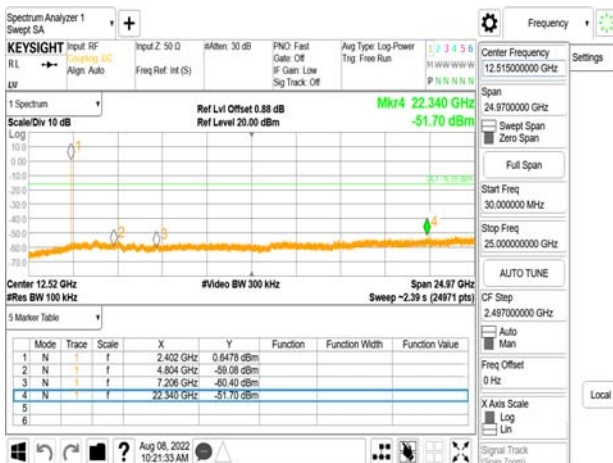 Spectrum Analyzer 1
Swept SA
Frequency
KEYSIGHT
RL
Input: RF
Coupling: DC
Align: Auto
Input Z: 50 Ω
Freq Ref: Int (S)
#Atten: 30 dB
PNO: Fast
Gate: Off
IF Gain: Low
Sig Track: Off
Avg Type: Log-Power
Trig: Free Run
1 2 3 4 5 6
M W W W W W
P N N N N N
1 Spectrum
Scale/Div 10 dB
Ref Lvl Offset 0.88 dB
Ref Level 20.00 dBm
Mkr4 22.340 GHz
-51.70 dBm
Log
10.0
0.00
-10.0
-20.0
-30.0
-40.0
-50.0
-60.0
-70.0
1
2
3
4
Center 12.52 GHz
#Res BW 100 kHz
#Video BW 300 kHz
Span 24.97 GHz
Sweep ~2.39 s (24971 pts)
5 Marker Table
Mode Trace Scale X Y Function Function Width Function Value
1 N 1 f 2.402 GHz 0.6478 dBm
2 N 1 f 4.804 GHz -59.08 dBm
3 N 1 f 7.206 GHz -60.40 dBm
4 N 1 f 22.340 GHz -51.70 dBm
5
6
Aug 08, 2022
10:21:33 AM
Center Frequency
12.515000000 GHz
Settings
Span
24.9700000 GHz
Swept Span
Zero Span
Full Span
Start Freq
30.000000 MHz
Stop Freq
25.000000000 GHz
AUTO TUNE
CF Step
2.497000000 GHz
Auto
Man
Freq Offset
0 Hz
X Axis Scale
Log
Lin
Local
Signal Track
(Span Zoom)